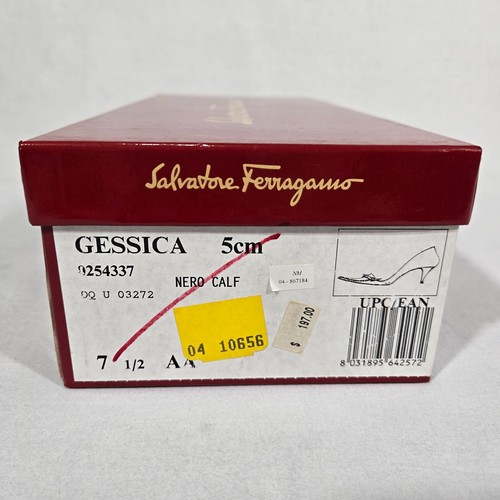 Salvatore Ferragamo
GESSICA 5cm
0254337
DQ U 03272
NERO CALF
NM
04-867184
UPC/EAN
04 10656
$ 197.00
7 1/2 AA
8 031895 642572